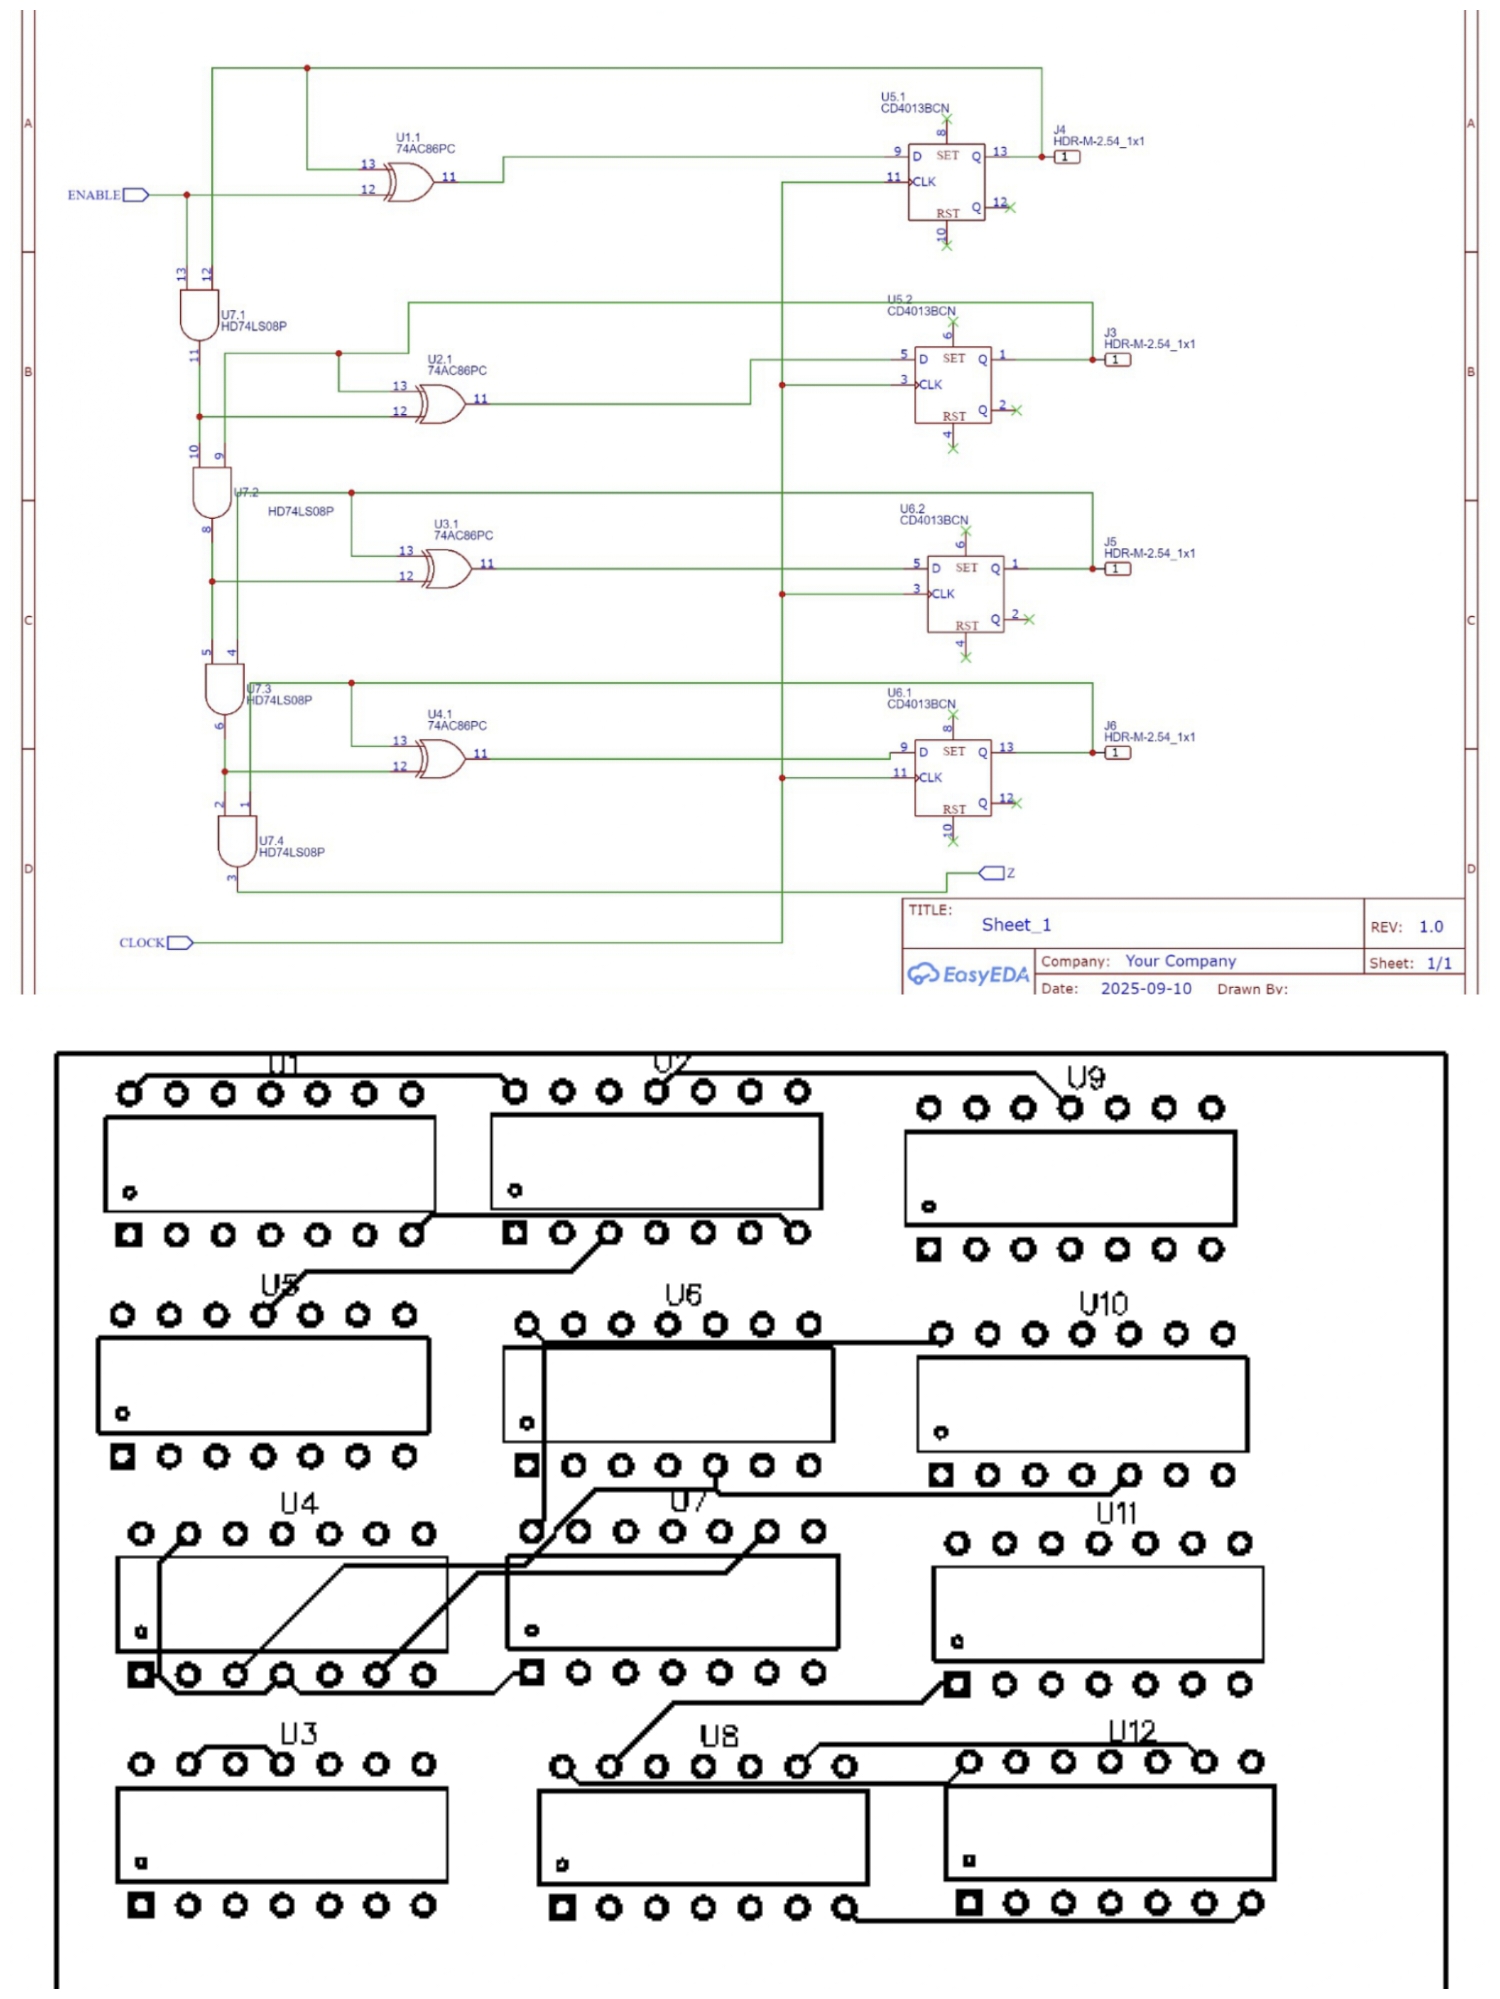 U5.1
CD4013BCN
8
A
A
J4
HDR-M-2.54_1x1
U1.1
74AC86PC
9
D
SET
Q
13
1
13
11
11
CLK
ENABLE
12
RST
Q
12
10
13
12
U5.2
CD4013BCN
U7.1
HD74LS08P
6
J3
HDR-M-2.54_1x1
11
U2.1
74AC86PC
5
D
SET
Q
1
1
B
B
13
11
3
CLK
12
RST
Q
2
4
10
9
U7.2
HD74LS08P
U6.2
CD4013BCN
8
U3.1
74AC86PC
6
J5
HDR-M-2.54_1x1
13
11
5
D
SET
Q
1
1
12
3
CLK
C
C
RST
Q
2
5
4
4
U7.3
HD74LS08P
U6.1
CD4013BCN
6
U4.1
74AC86PC
8
J6
HDR-M-2.54_1x1
13
11
9
D
SET
Q
13
1
12
11
CLK
2
1
RST
Q
12
10
U7.4
HD74LS08P
D
D
3
Z
TITLE:
Sheet_1
REV: 1.0
CLOCK
EasyEDA
Company: Your Company
Sheet: 1/1
Date: 2025-09-10 Drawn By:
U1
U9
U5
U6
U10
U4
U7
U11
U3
U8
U12